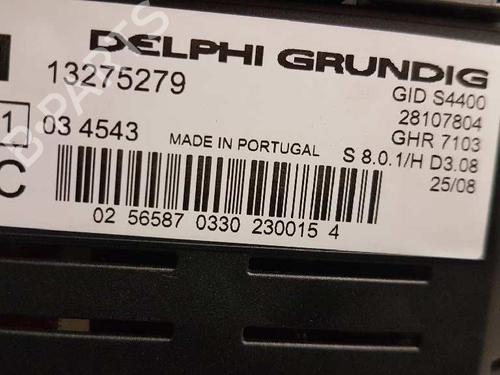 DELPHI GRUNDIG
13275279
GID S4400
28107804
1
03 4543
MADE IN PORTUGAL
GHR 7103
S 8.0.1/H D3.08
25/08
C
02 56587 0330 230015 4
B-PARTS